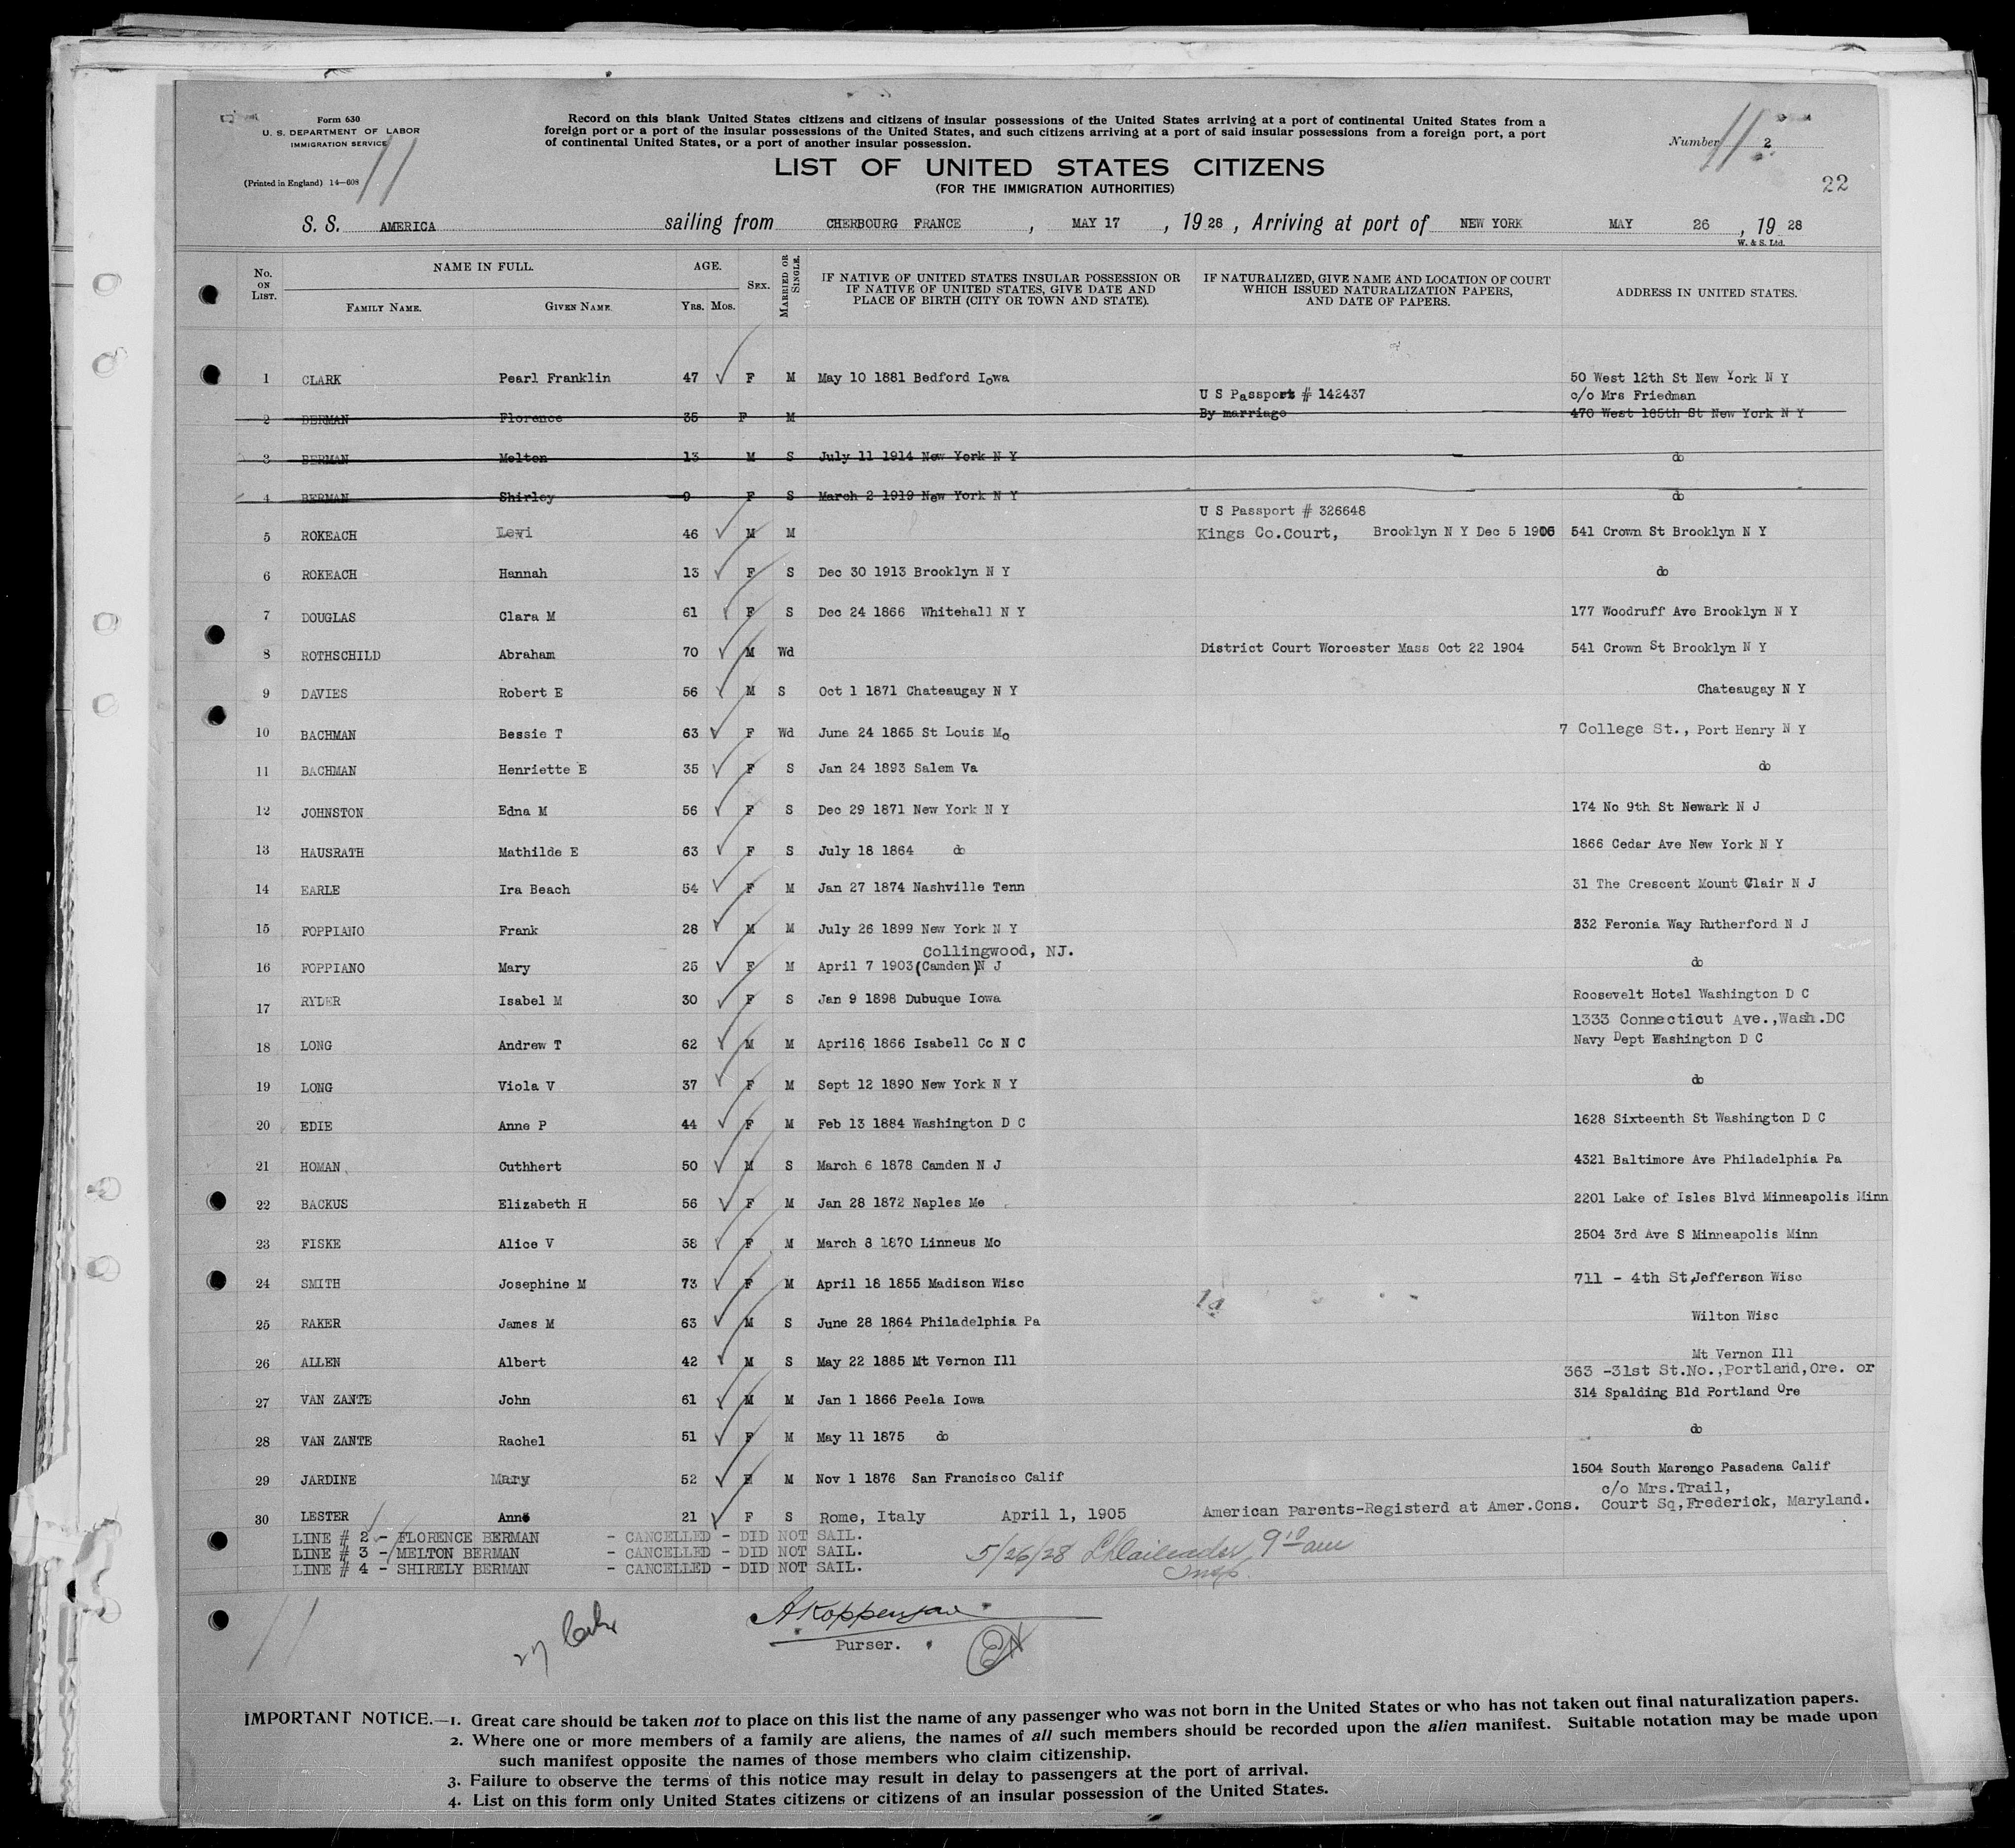 Form 630
U. S. DEPARTMENT OF LABOR
IMMIGRATION SERVICE
(Printed in England) 14—608
11
Record on this blank United States citizens and citizens of insular possessions of the United States arriving at a port of continental United States from a
foreign port or a port of the insular possessions of the United States, and such citizens arriving at a port of said insular possessions from a foreign port, a port
of continental United States, or a port of another insular possession.
Number 11 2
22
LIST OF UNITED STATES CITIZENS
(FOR THE IMMIGRATION AUTHORITIES)
S. S. AMERICA sailing from CHERBOURG FRANCE , MAY 17 , 1928 , Arriving at port of NEW YORK MAY 26 , 19 28
W. & S. Ltd.
No. ON LIST. NAME IN FULL. FAMILY NAME. GIVEN NAME. AGE. Yrs. Mos. SEX. MARRIED OR SINGLE. IF NATIVE OF UNITED STATES INSULAR POSSESSION OR IF NATIVE OF UNITED STATES, GIVE DATE AND PLACE OF BIRTH (CITY OR TOWN AND STATE). IF NATURALIZED, GIVE NAME AND LOCATION OF COURT WHICH ISSUED NATURALIZATION PAPERS, AND DATE OF PAPERS. ADDRESS IN UNITED STATES.
1 CLARK Pearl Franklin 47 F M May 10 1881 Bedford Iowa 50 West 12th St New York N Y
U S Passport # 142437 c/o Mrs Friedman
2 BERMAN Florence 35 F M By marriage 470 West 165th St New York N Y
3 BERMAN Melton 13 M S July 11 1914 New York N Y do
4 BERMAN Shirley 9 F S March 2 1919 New York N Y do
U S Passport # 326648
5 ROKEACH Levi 46 M M Kings Co.Court, Brooklyn N Y Dec 5 1906 541 Crown St Brooklyn N Y
6 ROKEACH Hannah 13 F S Dec 30 1913 Brooklyn N Y do
7 DOUGLAS Clara M 61 F S Dec 24 1866 Whitehall N Y 177 Woodruff Ave Brooklyn N Y
8 ROTHSCHILD Abraham 70 M Wd District Court Worcester Mass Oct 22 1904 541 Crown St Brooklyn N Y
9 DAVIES Robert E 56 M S Oct 1 1871 Chateaugay N Y Chateaugay N Y
10 BACHMAN Bessie T 63 F Wd June 24 1865 St Louis Mo 7 College St., Port Henry N Y
11 BACHMAN Henriette E 35 F S Jan 24 1893 Salem Va do
12 JOHNSTON Edna M 56 F S Dec 29 1871 New York N Y 174 No 9th St Newark N J
13 HAUSRATH Mathilde E 63 F S July 18 1864 do 1866 Cedar Ave New York N Y
14 EARLE Ira Beach 54 F M Jan 27 1874 Nashville Tenn 31 The Crescent Mount Clair N J
15 FOPPIANO Frank 28 M M July 26 1899 New York N Y 332 Feronia Way Rutherford N J
Collingwood, NJ.
16 FOPPIANO Mary 25 F M April 7 1903 (Camden) N J do
17 RYDER Isabel M 30 F S Jan 9 1898 Dubuque Iowa Roosevelt Hotel Washington D C
1333 Connecticut Ave.,Wash.DC
18 LONG Andrew T 62 M M April6 1866 Isabell Co N C Navy Dept Washington D C
19 LONG Viola V 37 F M Sept 12 1890 New York N Y do
20 EDIE Anne P 44 F M Feb 13 1884 Washington D C 1628 Sixteenth St Washington D C
21 HOMAN Cuthhert 50 M S March 6 1878 Camden N J 4321 Baltimore Ave Philadelphia Pa
22 BACKUS Elizabeth H 56 F M Jan 28 1872 Naples Me 2201 Lake of Isles Blvd Minneapolis Minn
23 FISKE Alice V 58 F M March 8 1870 Linneus Mo 2504 3rd Ave S Minneapolis Minn
24 SMITH Josephine M 73 F M April 18 1855 Madison Wisc 711 - 4th St,Jefferson Wisc
25 RAKER James M 63 M S June 28 1864 Philadelphia Pa Wilton Wisc
26 ALLEN Albert 42 M S May 22 1885 Mt Vernon Ill Mt Vernon Ill
363 -31st St.No.,Portland,Ore. or
27 VAN ZANTE John 61 M M Jan 1 1866 Peela Iowa 314 Spalding Bld Portland Ore
28 VAN ZANTE Rachel 51 F M May 11 1875 do do
29 JARDINE Mary 52 M Nov 1 1876 San Francisco Calif 1504 South Marengo Pasadena Calif
c/o Mrs.Trail,
30 LESTER Anne 21 F S Rome, Italy April 1, 1905 American Parents-Registerd at Amer.Cons. Court Sq,Frederick, Maryland.
LINE # 2 - FLORENCE BERMAN - CANCELLED - DID NOT SAIL.
LINE # 3 - MELTON BERMAN - CANCELLED - DID NOT SAIL.
LINE # 4 - SHIRELY BERMAN - CANCELLED - DID NOT SAIL.
5/26/28 9 10 am
Insp.
11
27
Purser.
IMPORTANT NOTICE.—1. Great care should be taken not to place on this list the name of any passenger who was not born in the United States or who has not taken out final naturalization papers.
2. Where one or more members of a family are aliens, the names of all such members should be recorded upon the alien manifest. Suitable notation may be made upon
such manifest opposite the names of those members who claim citizenship.
3. Failure to observe the terms of this notice may result in delay to passengers at the port of arrival.
4. List on this form only United States citizens or citizens of an insular possession of the United States.